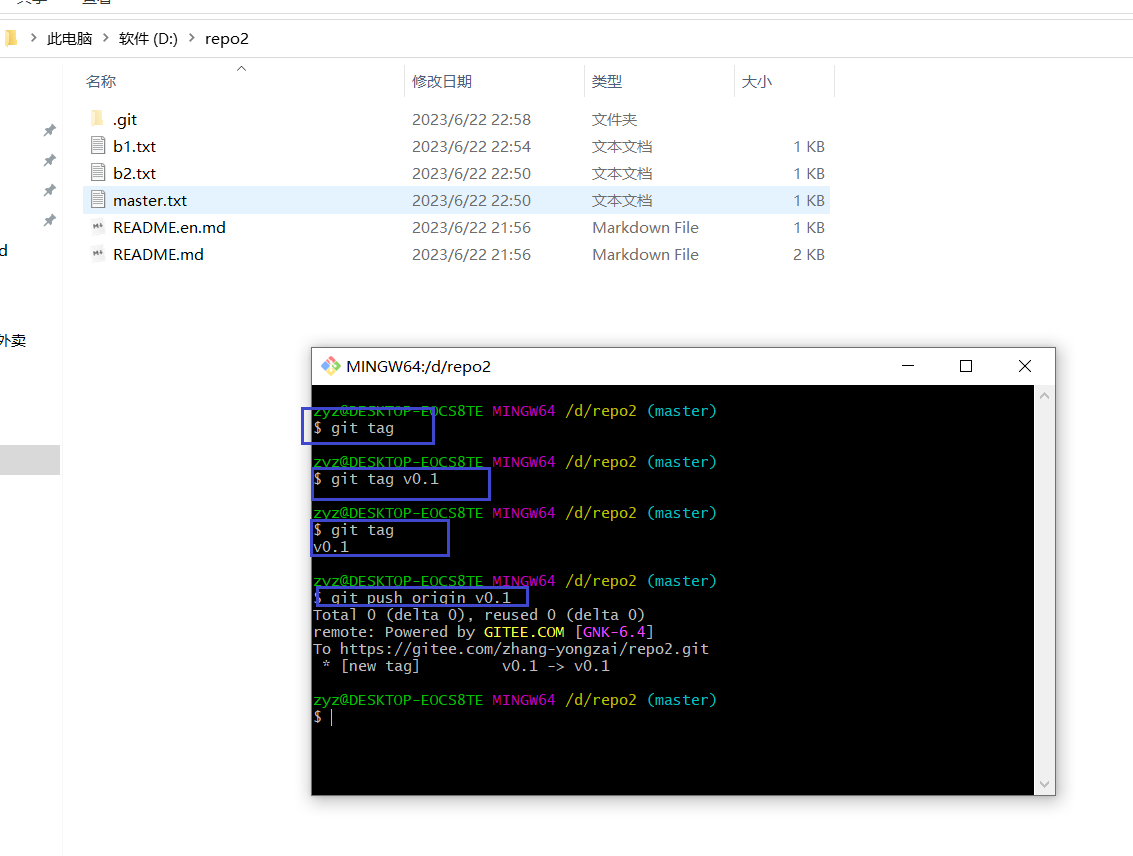 共享 查看
此电脑 软件 (D:) repo2
名称 修改日期 类型 大小
.git 2023/6/22 22:58 文件夹
b1.txt 2023/6/22 22:54 文本文档 1 KB
b2.txt 2023/6/22 22:50 文本文档 1 KB
master.txt 2023/6/22 22:50 文本文档 1 KB
README.en.md 2023/6/22 21:56 Markdown File 1 KB
d
README.md 2023/6/22 21:56 Markdown File 2 KB
外卖
MINGW64:/d/repo2
zyz@DESKTOP-EOCS8TE MINGW64 /d/repo2 (master)
$ git tag
zyz@DESKTOP-EOCS8TE MINGW64 /d/repo2 (master)
$ git tag v0.1
zyz@DESKTOP-EOCS8TE MINGW64 /d/repo2 (master)
$ git tag
v0.1
zyz@DESKTOP-EOCS8TE MINGW64 /d/repo2 (master)
$ git push origin v0.1
Total 0 (delta 0), reused 0 (delta 0)
remote: Powered by GITEE.COM [GNK-6.4]
To https://gitee.com/zhang-yongzai/repo2.git
 * [new tag]         v0.1 -> v0.1
zyz@DESKTOP-EOCS8TE MINGW64 /d/repo2 (master)
$